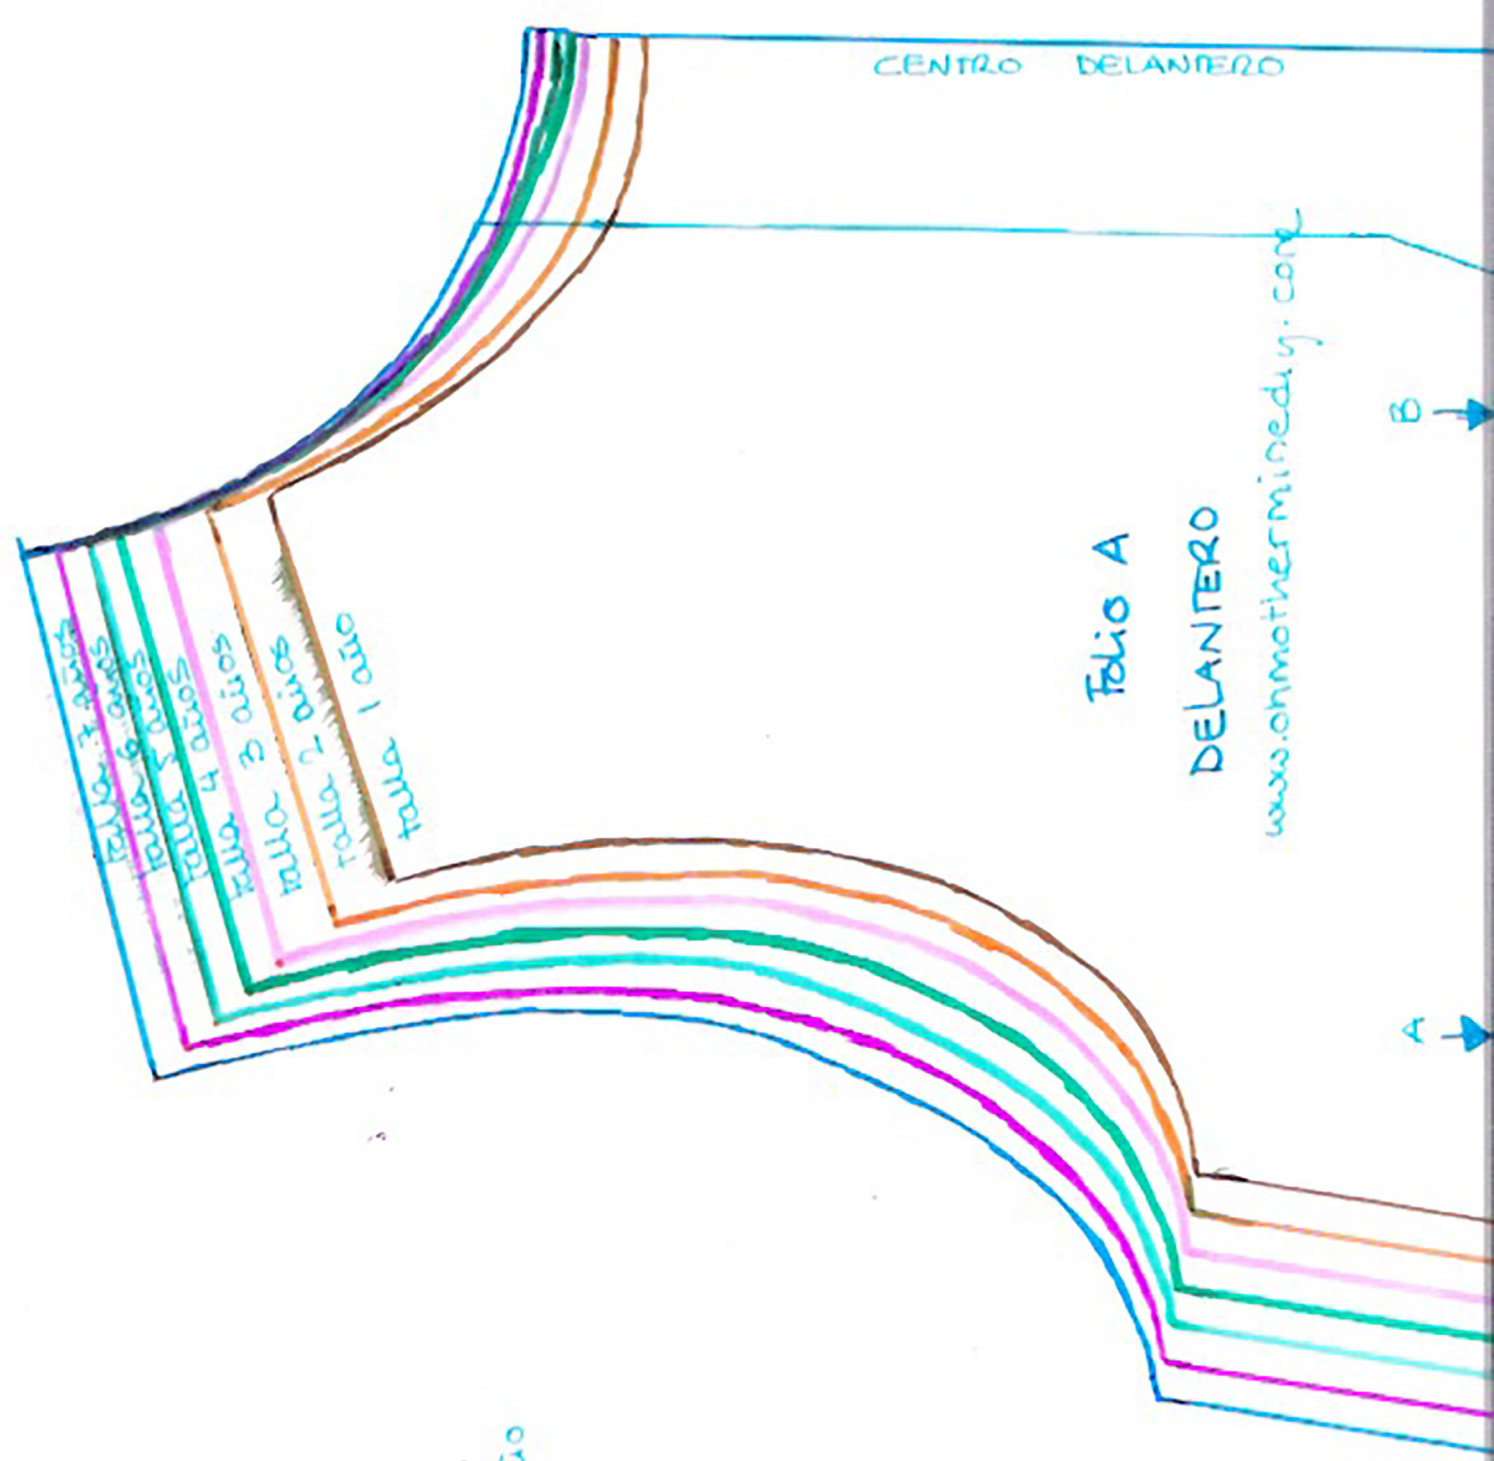 CENTRO DELANTERO
Folio A
DELANTERO
www.ohmotherminediy.com
B
A
talla 7 años
talla 6 años
talla 5 años
talla 4 años
talla 3 años
talla 2 años
talla 1 año